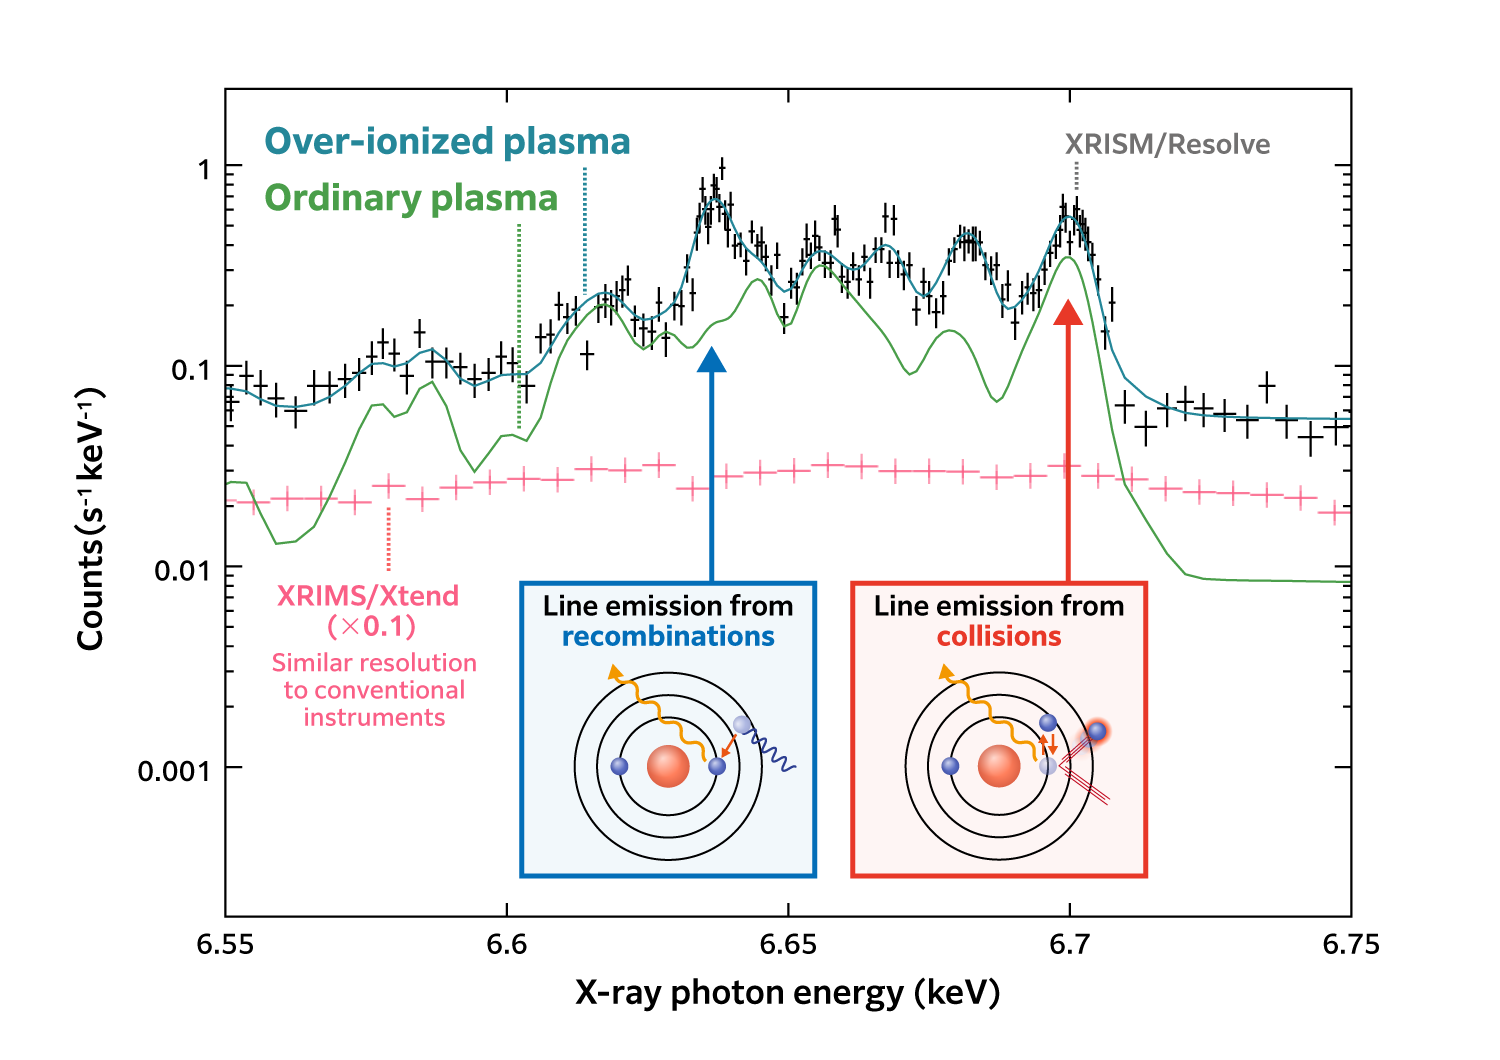 Over-ionized plasma
Ordinary plasma
XRISM/Resolve
1
0.1
0.01
0.001
Counts(s⁻¹keV⁻¹)
XRIMS/Xtend
(×0.1)
Similar resolution
to conventional
instruments
Line emission from
recombinations
Line emission from
collisions
6.55
6.6
6.65
6.7
6.75
X-ray photon energy (keV)